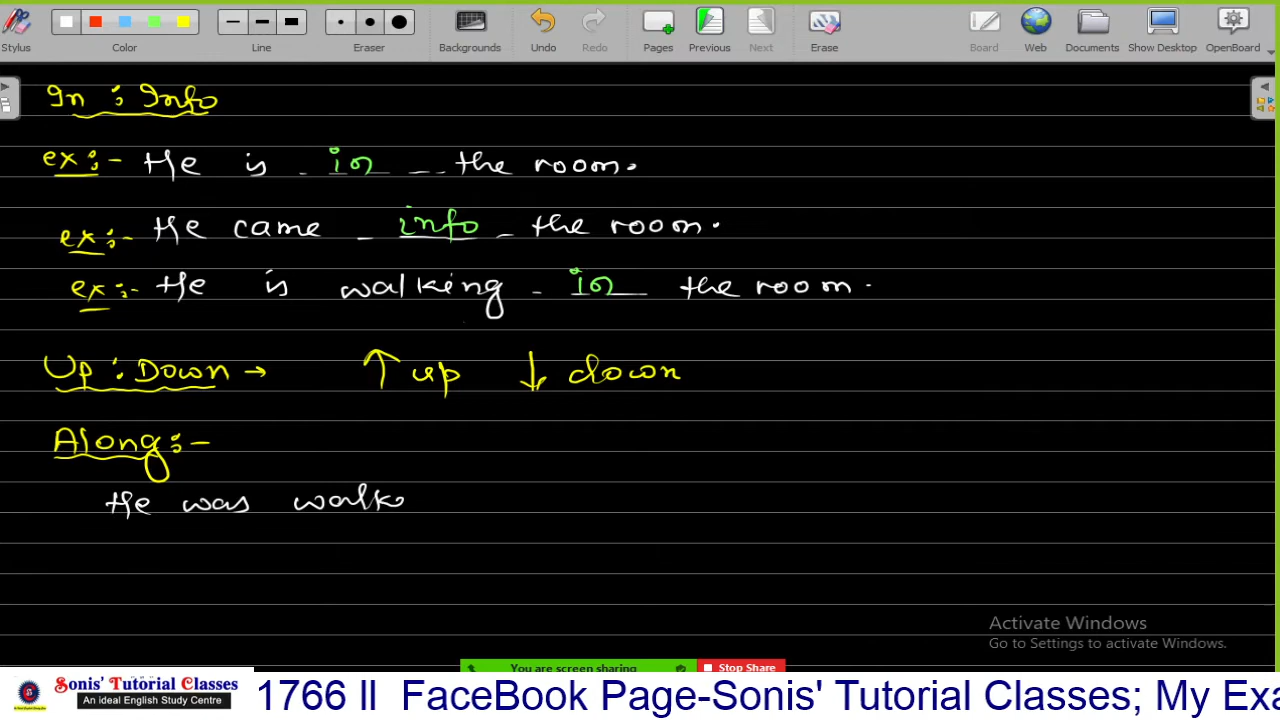 Stylus Color Line Eraser Backgrounds Undo Redo Pages Previous Next Erase Board Web Documents Show Desktop OpenBoard
In : Info
ex :- He is in the room.
ex :- He came info the room.
ex :- He is walking in the room.
Up : Down → ↑ up ↓ down
Along :-
He was walk
Activate Windows
Go to Settings to activate Windows.
You are screen sharing Stop Share
Sonis' Tutorial Classes
An ideal English Study Centre
1766 ll FaceBook Page-Sonis' Tutorial Classes; My Exa